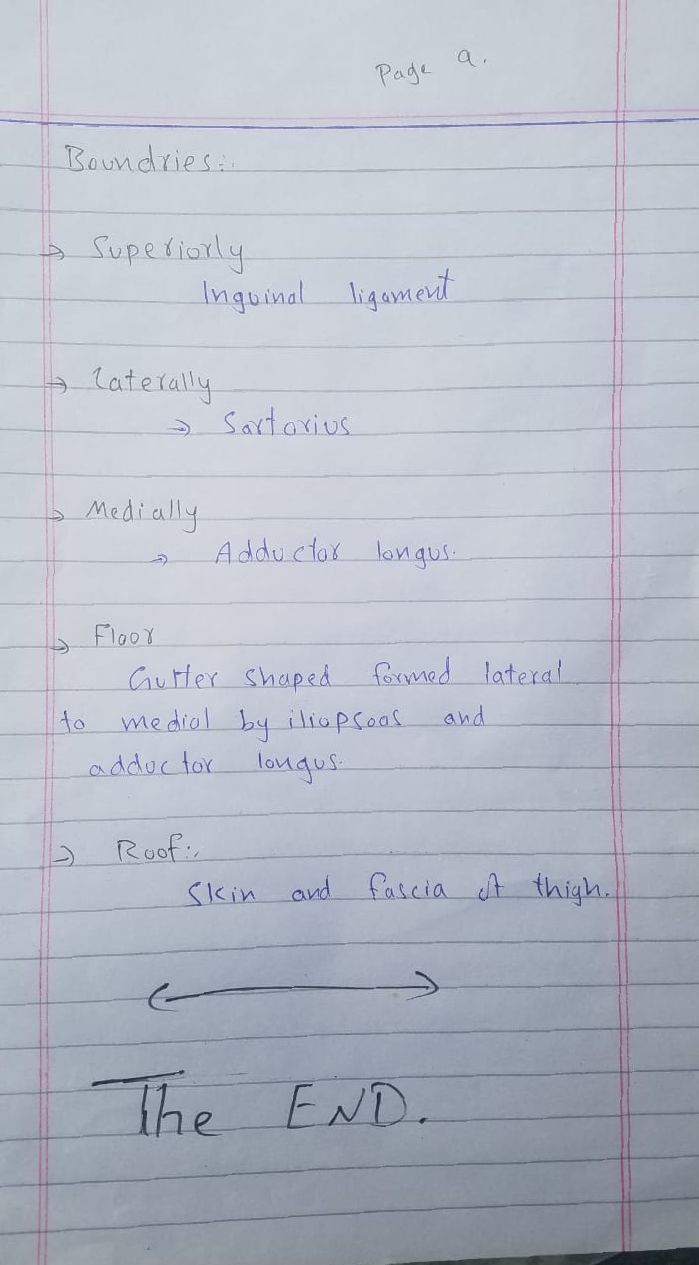 Page 9.
Boundries:.
→ Superiorly
Inguinal ligament
→ Laterally
→ Sartorius
→ Medially
→ Adductor longus.
→ Floor
Gutter shaped formed lateral
to medial by iliopsoas and
adductor longus.
→ Roof:.
Skin and fascia of thigh.
The END.